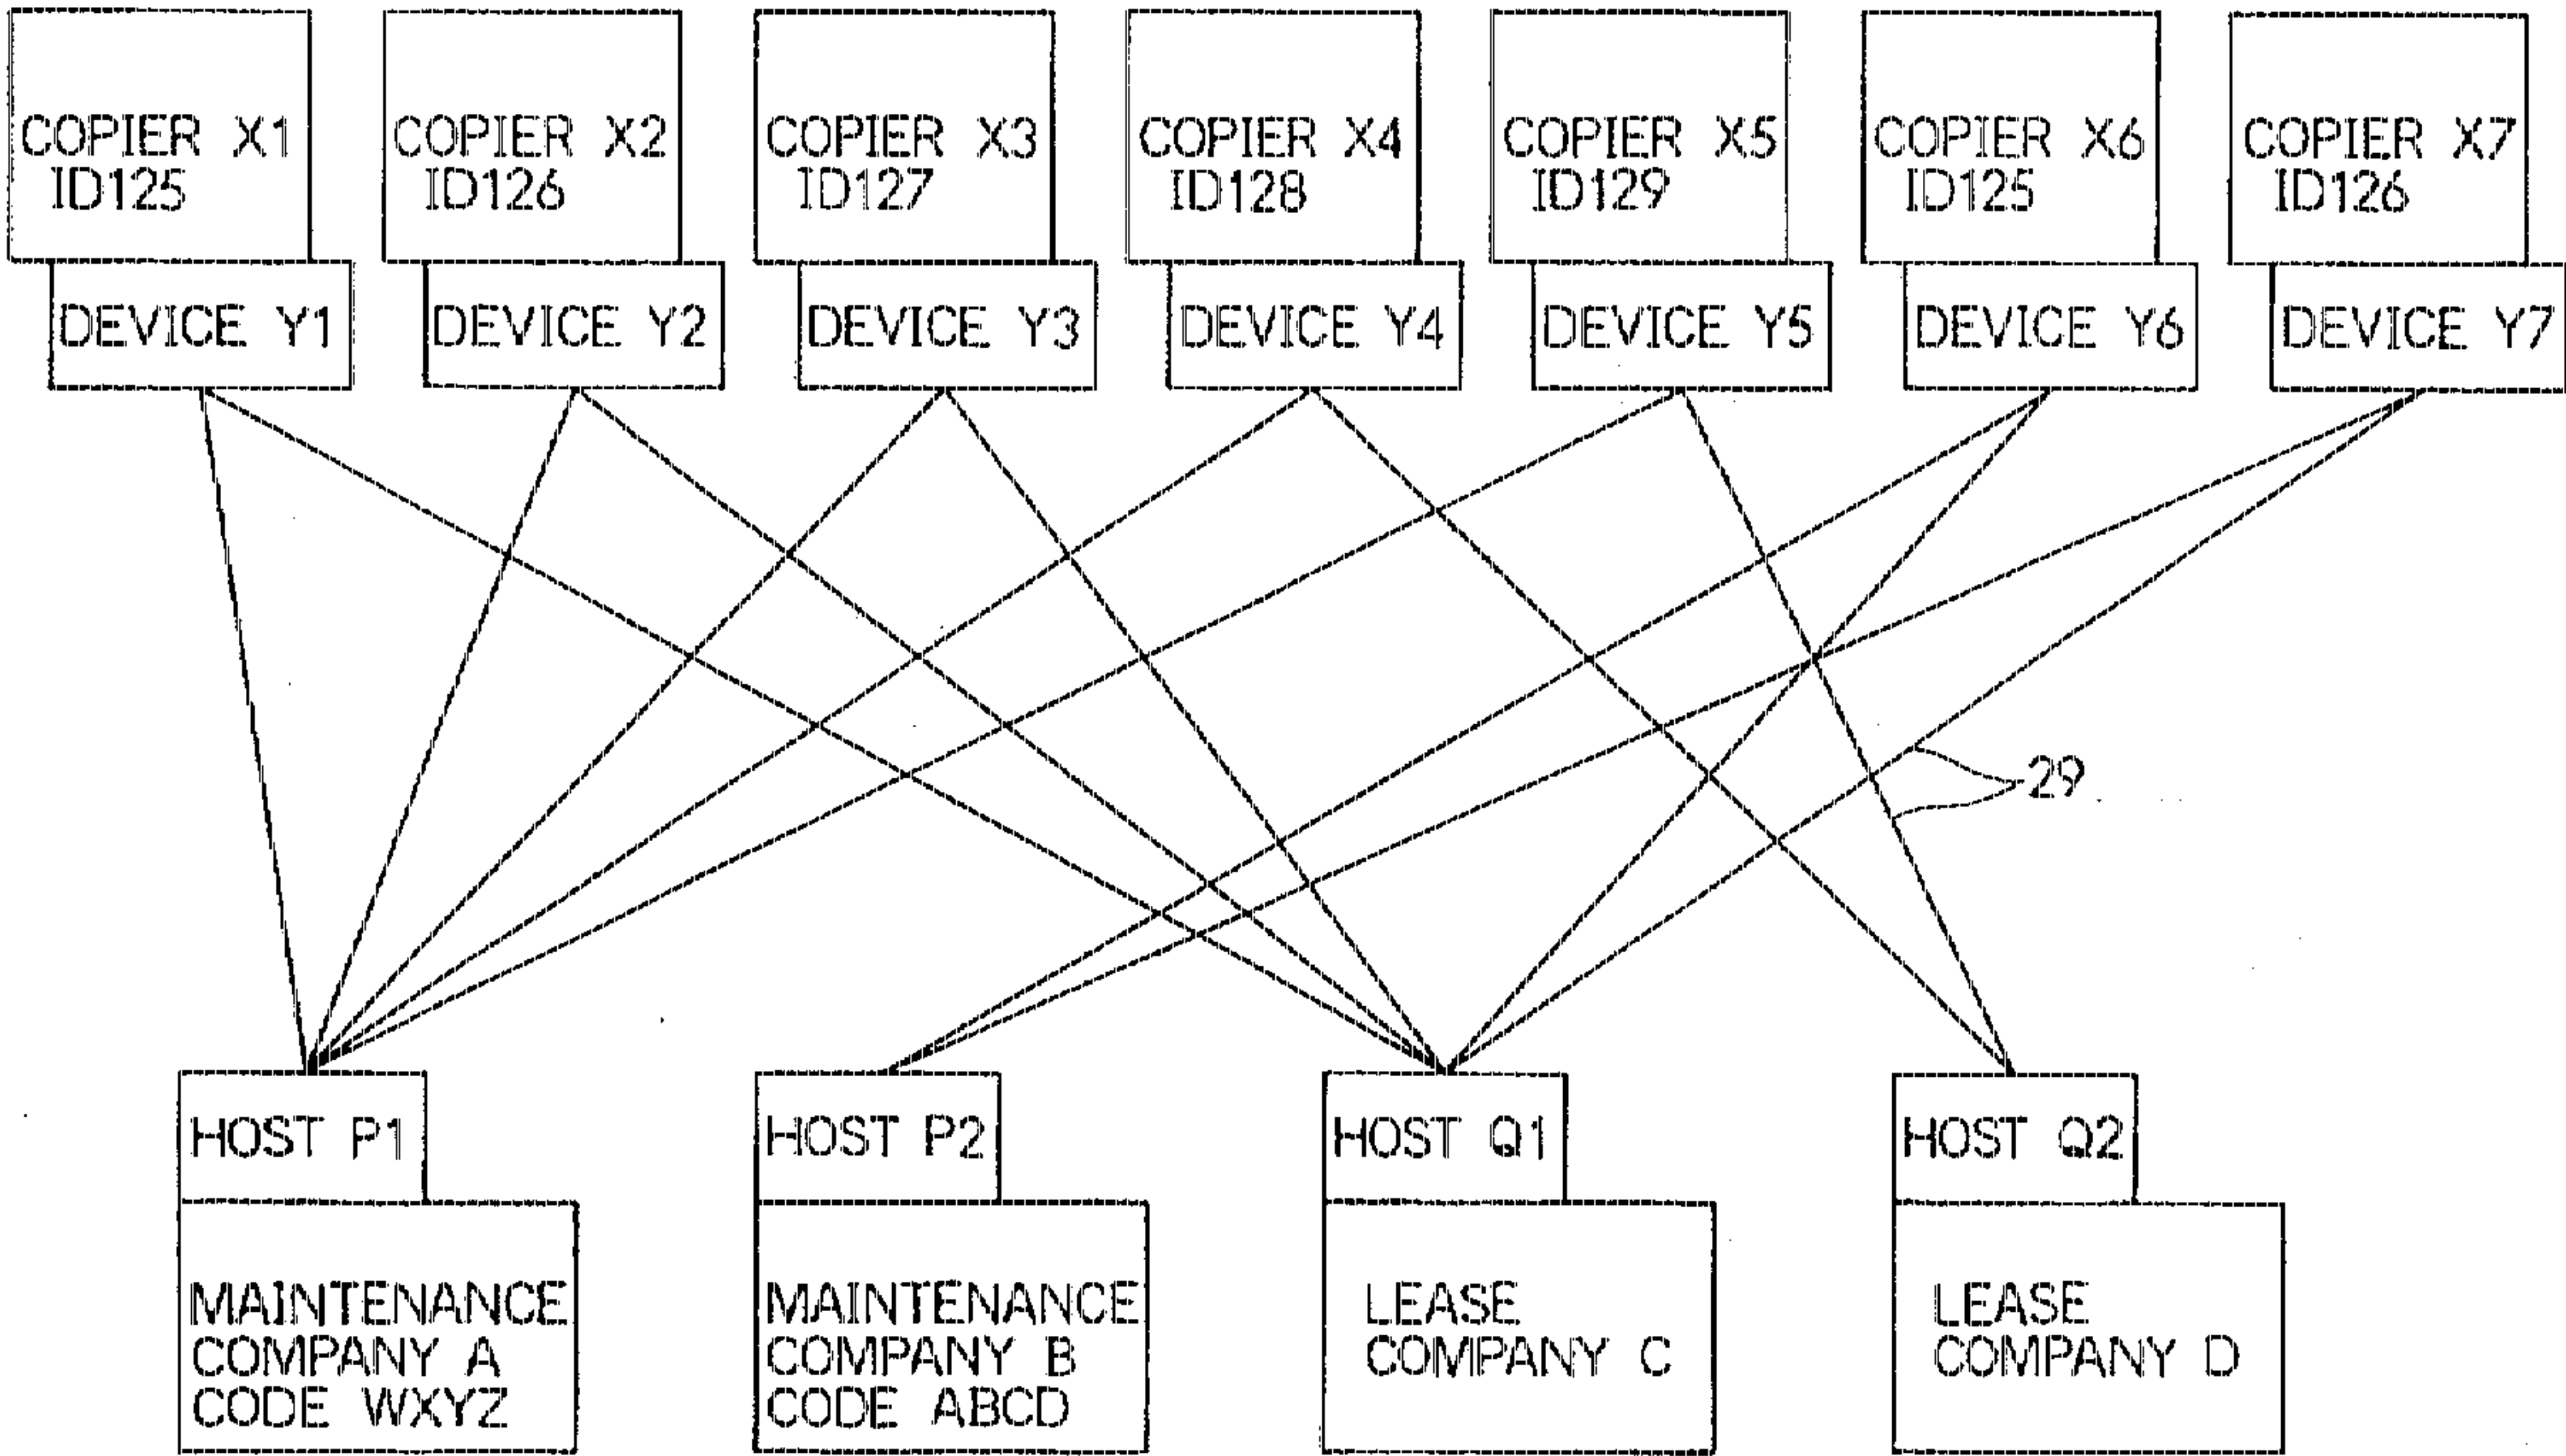 COPIER X1
ID125
COPIER X2
ID126
COPIER X3
ID127
COPIER X4
ID128
COPIER X5
ID129
COPIER X6
ID125
COPIER X7
ID126
DEVICE Y1
DEVICE Y2
DEVICE Y3
DEVICE Y4
DEVICE Y5
DEVICE Y6
DEVICE Y7
29
HOST P1
HOST P2
HOST Q1
HOST Q2
MAINTENANCE
COMPANY A
CODE WXYZ
MAINTENANCE
COMPANY B
CODE ABCD
LEASE
COMPANY C
LEASE
COMPANY D